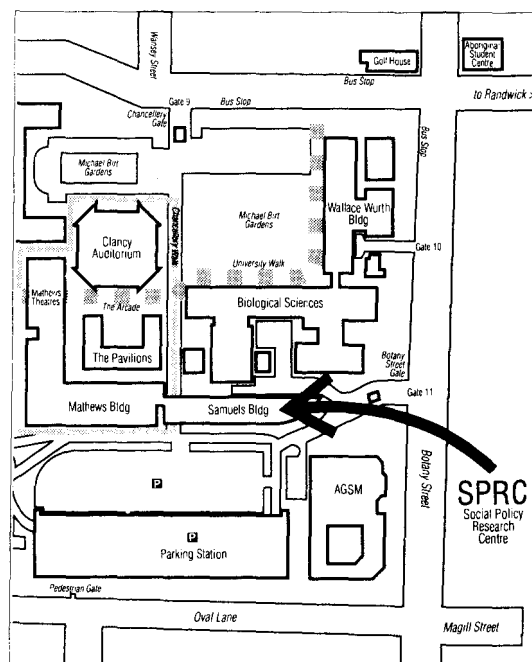 Golf House
Aboriginal
Student
Centre
Wansey Street
Bus Stop
to Randwick >
Gate 9
Bus Stop
Chancellery
Gate
Bus Stop
Michael Birt
Gardens
Wallace Wurth
Bldg
Michael Birt
Gardens
Clancy
Auditorium
Chancellery Walk
Gate 10
University Walk
Mathews
Theatres
The Arcade
Biological Sciences
The Pavilions
Botany
Street
Gate
Gate 11
Mathews Bldg
Samuels Bldg
Botany Street
SPRC
Social Policy
Research
Centre
P
AGSM
P
Parking Station
Pedestrian Gate
Oval Lane
Magill Street